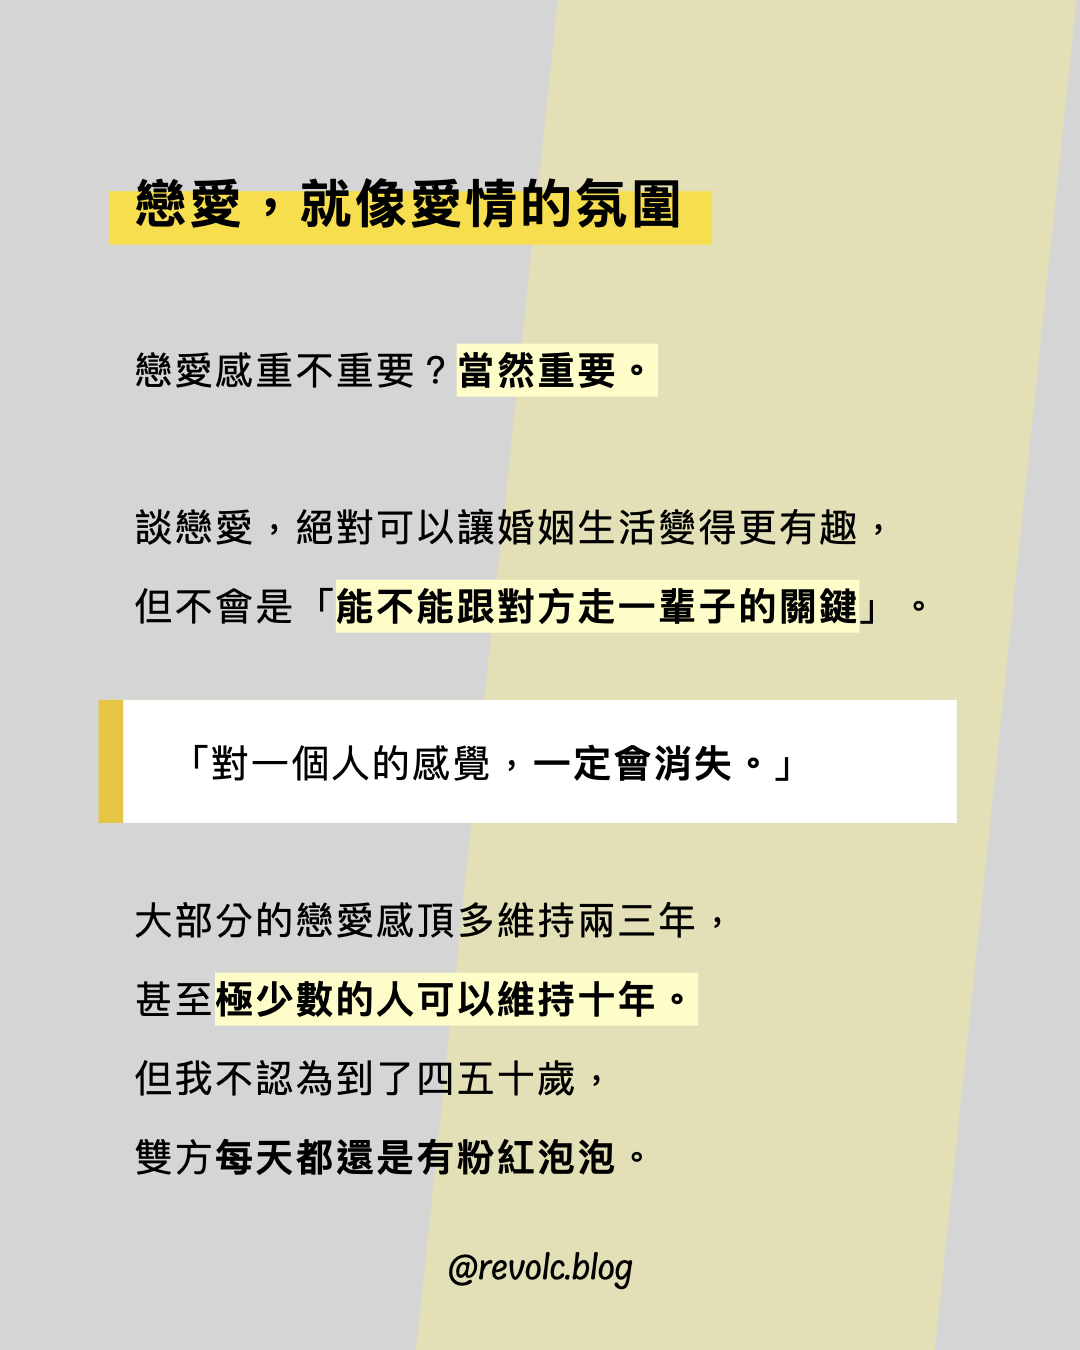 戀愛，就像愛情的氛圍
戀愛感重不重要？當然重要。
談戀愛，絕對可以讓婚姻生活變得更有趣，
但不會是「能不能跟對方走一輩子的關鍵」。
「對一個人的感覺，一定會消失。」
大部分的戀愛感頂多維持兩三年，
甚至極少數的人可以維持十年。
但我不認為到了四五十歲，
雙方每天都還是有粉紅泡泡。
@revolc.blog